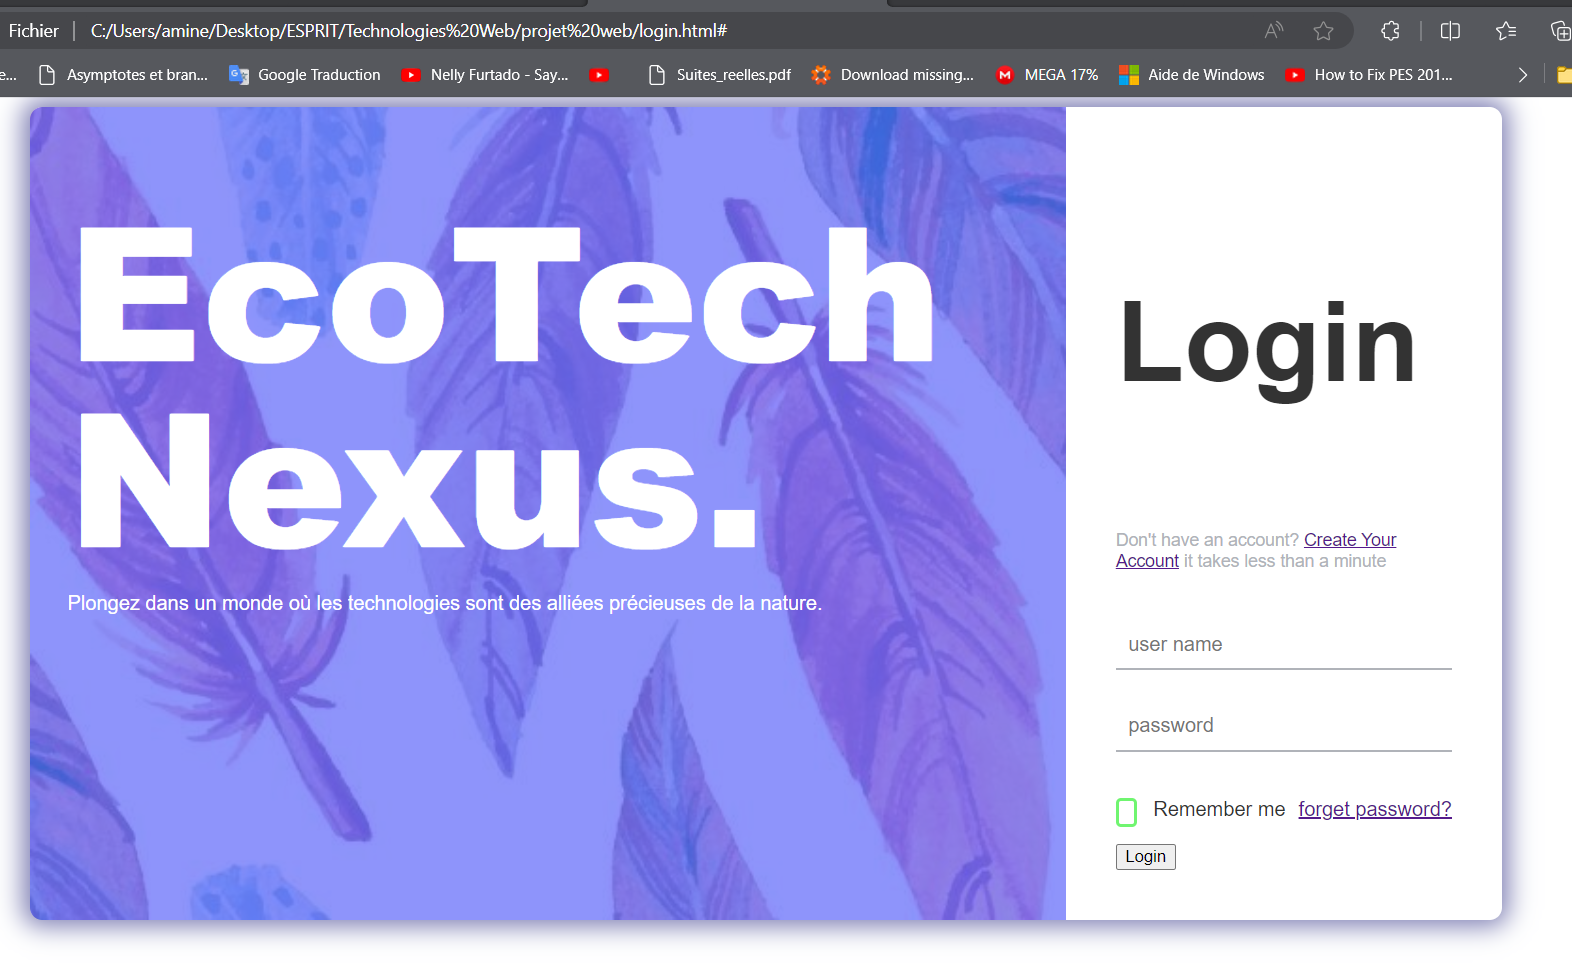 Fichier C:/Users/amine/Desktop/ESPRIT/Technologies%20Web/projet%20web/login.html#
e... Asymptotes et bran... Google Traduction Nelly Furtado - Say... Suites_reelles.pdf Download missing... MEGA 17% Aide de Windows How to Fix PES 201...
EcoTech
Nexus.
Plongez dans un monde où les technologies sont des alliées précieuses de la nature.
Login
Don't have an account? Create Your
Account it takes less than a minute
user name
password
Remember me forget password?
Login